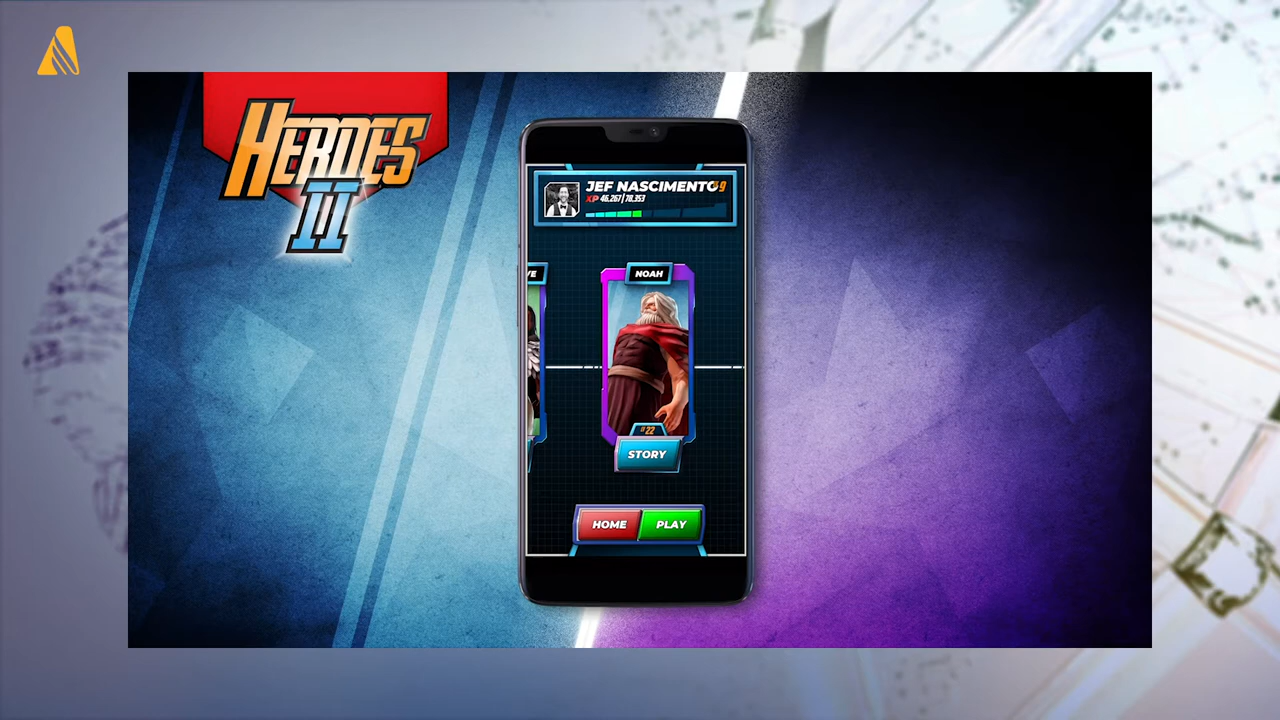 HEROES
II
JEF NASCIMENTO
XP 46.267|78.353
NOAH
#22
STORY
HOME PLAY